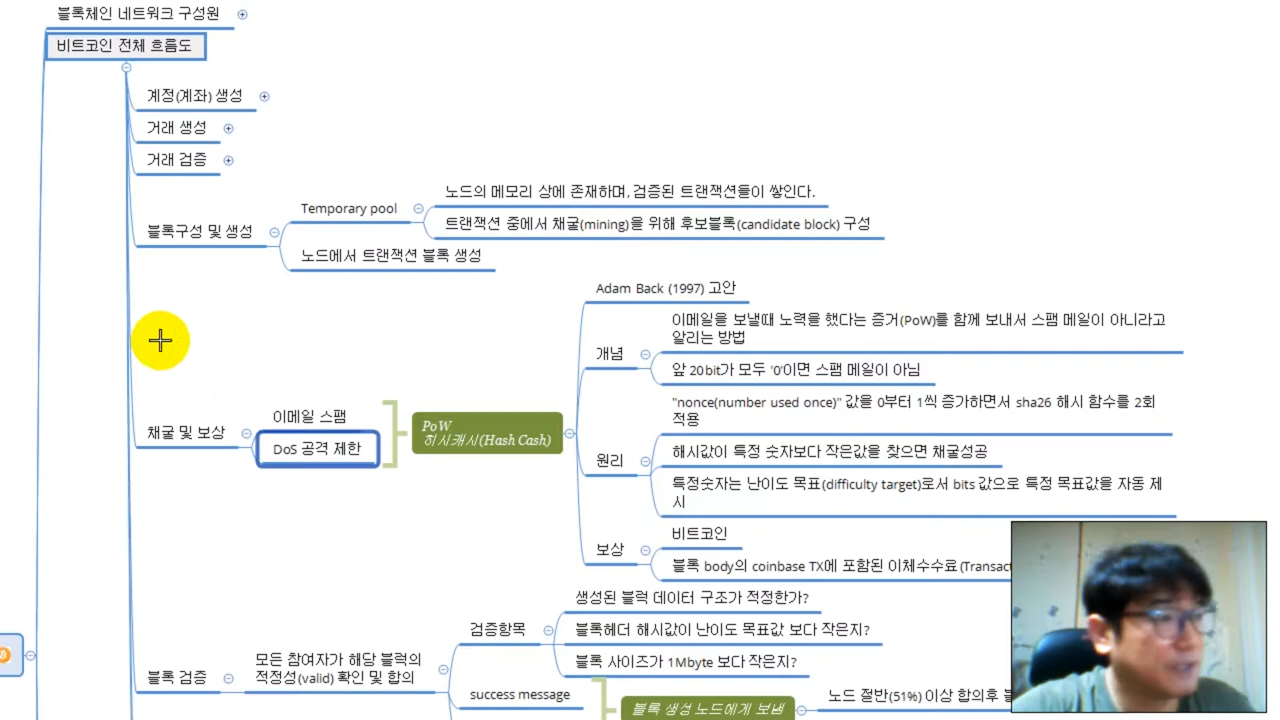 블록체인 네트워크 구성원
비트코인 전체 흐름도
계정(계좌) 생성
거래 생성
거래 검증
블록구성 및 생성
Temporary pool
노드의 메모리 상에 존재하며, 검증된 트랜잭션들이 쌓인다.
트랜잭션 중에서 채굴(mining)을 위해 후보블록(candidate block) 구성
노드에서 트랜잭션 블록 생성
채굴 및 보상
이메일 스팸
DoS 공격 제한
PoW
히시캐시(Hash Cash)
Adam Back (1997) 고안
개념
이메일을 보낼때 노력을 했다는 증거(PoW)를 함께 보내서 스팸 메일이 아니라고
알리는 방법
앞 20bit가 모두 '0'이면 스팸 메일이 아님
원리
"nonce(number used once)" 값을 0부터 1씩 증가하면서 sha26 해시 함수를 2회
적용
해시값이 특정 숫자보다 작은값을 찾으면 채굴성공
특정숫자는 난이도 목표(difficulty target)로서 bits 값으로 특정 목표값을 자동 제
시
보상
비트코인
블록 body의 coinbase TX에 포함된 이체수수료(Transac
블록 검증
모든 참여자가 해당 블럭의
적정성(valid) 확인 및 합의
검증항목
생성된 블럭 데이터 구조가 적정한가?
블록헤더 해시값이 난이도 목표값 보다 작은지?
블록 사이즈가 1Mbyte 보다 작은지?
success message
블록 생성 노드에게 보냄
노드 절반(51%) 이상 합의후